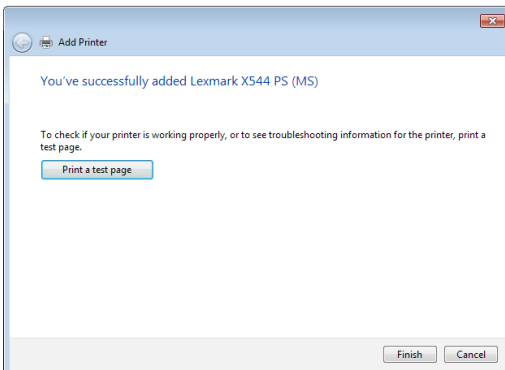 Add Printer
You've successfully added Lexmark X544 PS (MS)
To check if your printer is working properly, or to see troubleshooting information for the printer, print a
test page.
Print a test page
Finish
Cancel